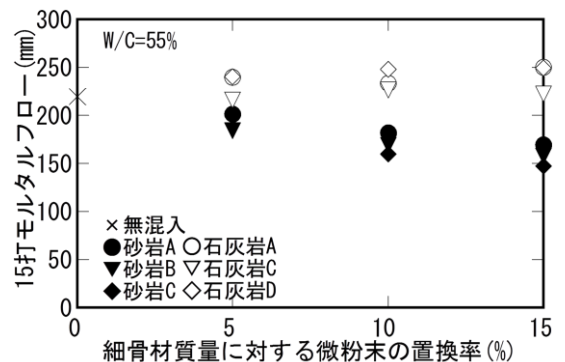 300
W/C=55%
250
200
150
100
50
0
15打モルタルフロー(mm)
×無混入
●砂岩A ○石灰岩A
▼砂岩B ▽石灰岩C
◆砂岩C ◇石灰岩D
0 5 10 15
細骨材質量に対する微粉末の置換率(%)